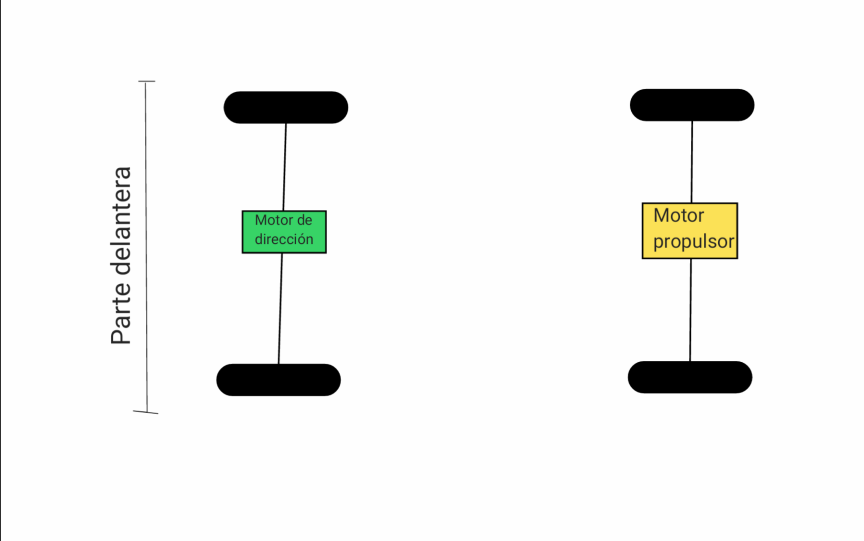 Parte delantera
Motor de
dirección
Motor
propulsor